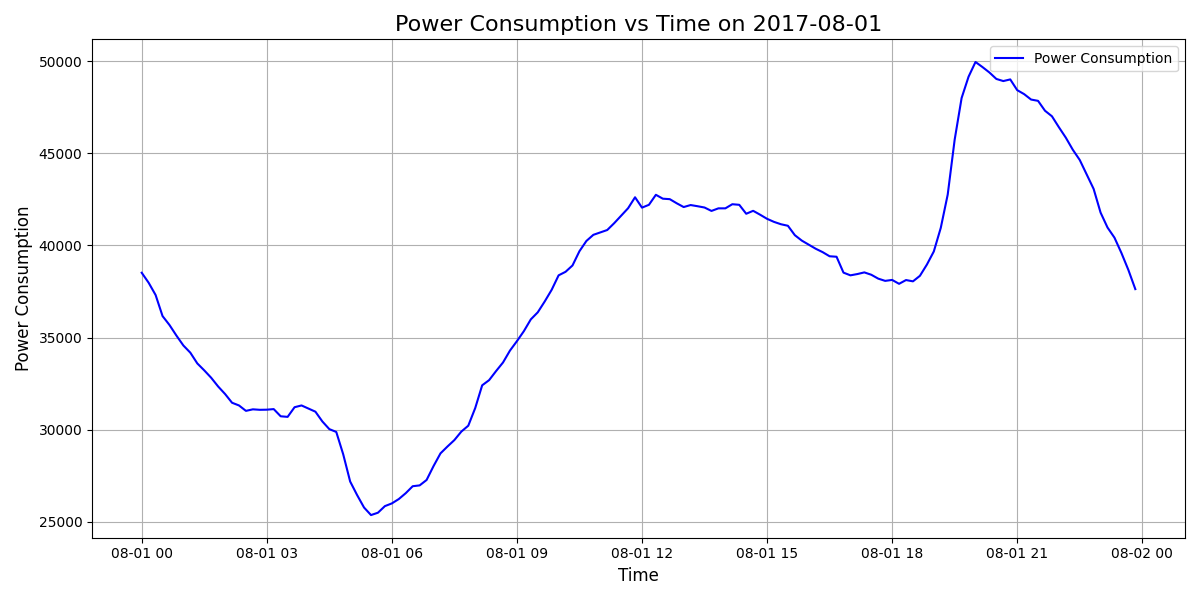 Power Consumption vs Time on 2017-08-01
Power Consumption
50000
45000
40000
35000
30000
25000
Power Consumption
08-01 00 08-01 03 08-01 06 08-01 09 08-01 12 08-01 15 08-01 18 08-01 21 08-02 00
Time